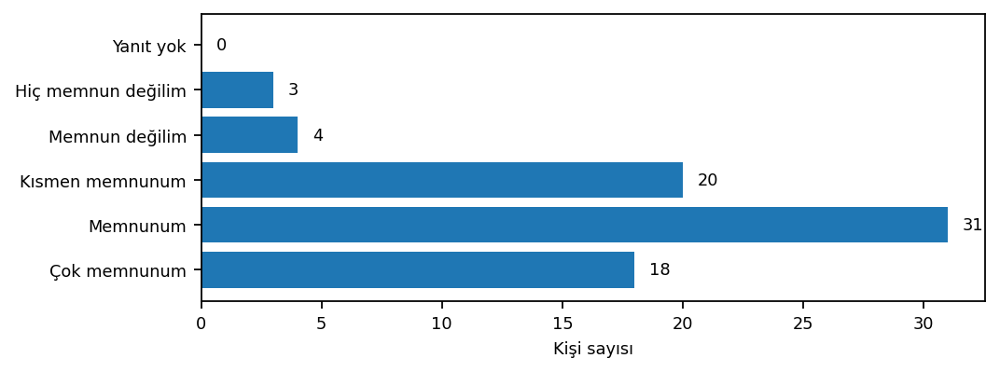 Yanıt yok 0
Hiç memnun değilim 3
Memnun değilim 4
Kısmen memnunum 20
Memnunum 31
Çok memnunum 18
0 5 10 15 20 25 30
Kişi sayısı